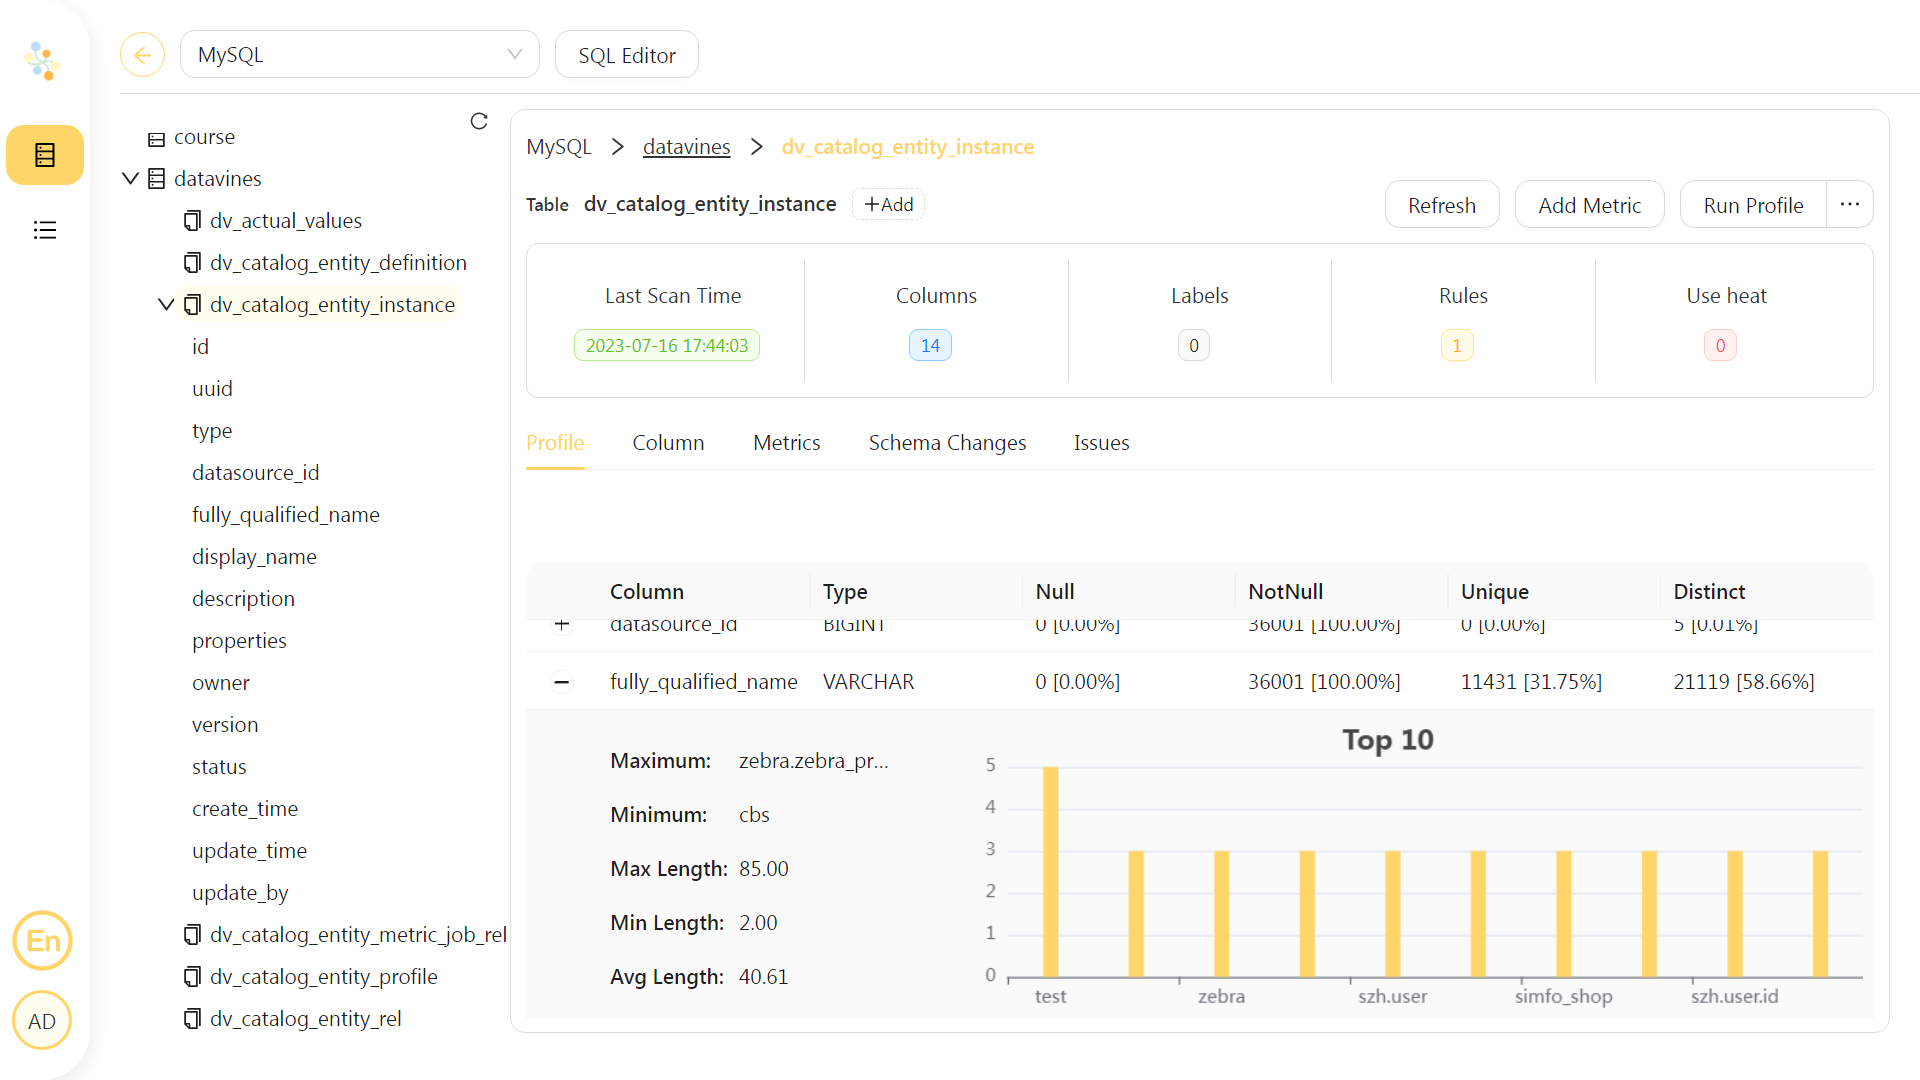 MySQL
SQL Editor
course
datavines
dv_actual_values
dv_catalog_entity_definition
dv_catalog_entity_instance
id
uuid
type
datasource_id
fully_qualified_name
display_name
description
properties
owner
version
status
create_time
update_time
update_by
dv_catalog_entity_metric_job_rel
dv_catalog_entity_profile
dv_catalog_entity_rel
En
AD
MySQL > datavines > dv_catalog_entity_instance
Table dv_catalog_entity_instance +Add
Refresh
Add Metric
Run Profile ...
Last Scan Time Columns Labels Rules Use heat
2023-07-16 17:44:03 14 0 1 0
Profile Column Metrics Schema Changes Issues
Column Type Null NotNull Unique Distinct
datasource_id BIGINT 0 [0.00%] 36001 [100.00%] 0 [0.00%] 5 [0.01%]
fully_qualified_name VARCHAR 0 [0.00%] 36001 [100.00%] 11431 [31.75%] 21119 [58.66%]
Maximum: zebra.zebra_pr...
Minimum: cbs
Max Length: 85.00
Min Length: 2.00
Avg Length: 40.61
Top 10
5
4
3
2
1
0
test zebra szh.user simfo_shop szh.user.id